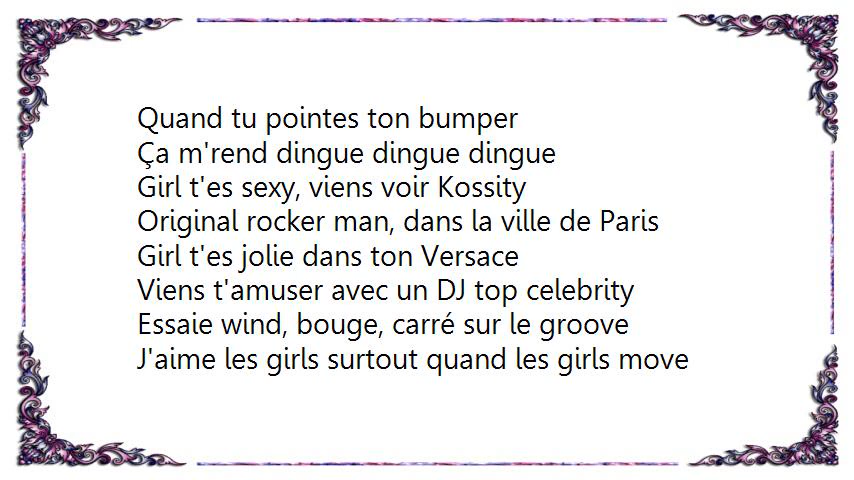 Quand tu pointes ton bumper
Ça m'rend dingue dingue dingue
Girl t'es sexy, viens voir Kossity
Original rocker man, dans la ville de Paris
Girl t'es jolie dans ton Versace
Viens t'amuser avec un DJ top celebrity
Essaie wind, bouge, carré sur le groove
J'aime les girls surtout quand les girls move